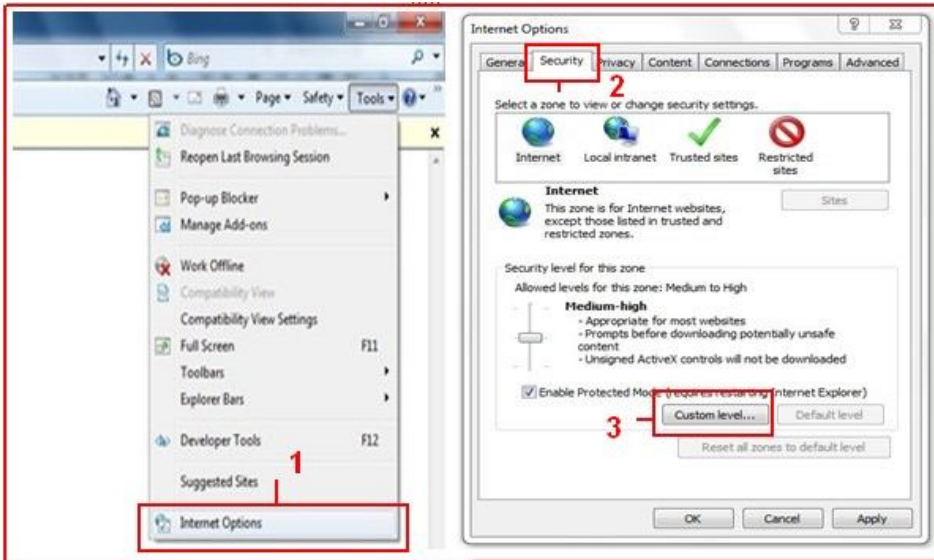 Bing
Page Safety Tools
Diagnose Connection Problems...
Reopen Last Browsing Session
Pop-up Blocker
Manage Add-ons
Work Offline
Compatibility View
Compatibility View Settings
Full Screen F11
Toolbars
Explorer Bars
Developer Tools F12
1
Suggested Sites
Internet Options
Internet Options
General Security Privacy Content Connections Programs Advanced
2
Select a zone to view or change security settings.
Internet Local intranet Trusted sites Restricted
sites
Internet
This zone is for Internet websites,
except those listed in trusted and
restricted zones.
Sites
Security level for this zone
Allowed levels for this zone: Medium to High
Medium-high
- Appropriate for most websites
- Prompts before downloading potentially unsafe
content
- Unsigned ActiveX controls will not be downloaded
Enable Protected Mode (requires restarting Internet Explorer)
3
Custom level... Default level
Reset all zones to default level
OK Cancel Apply